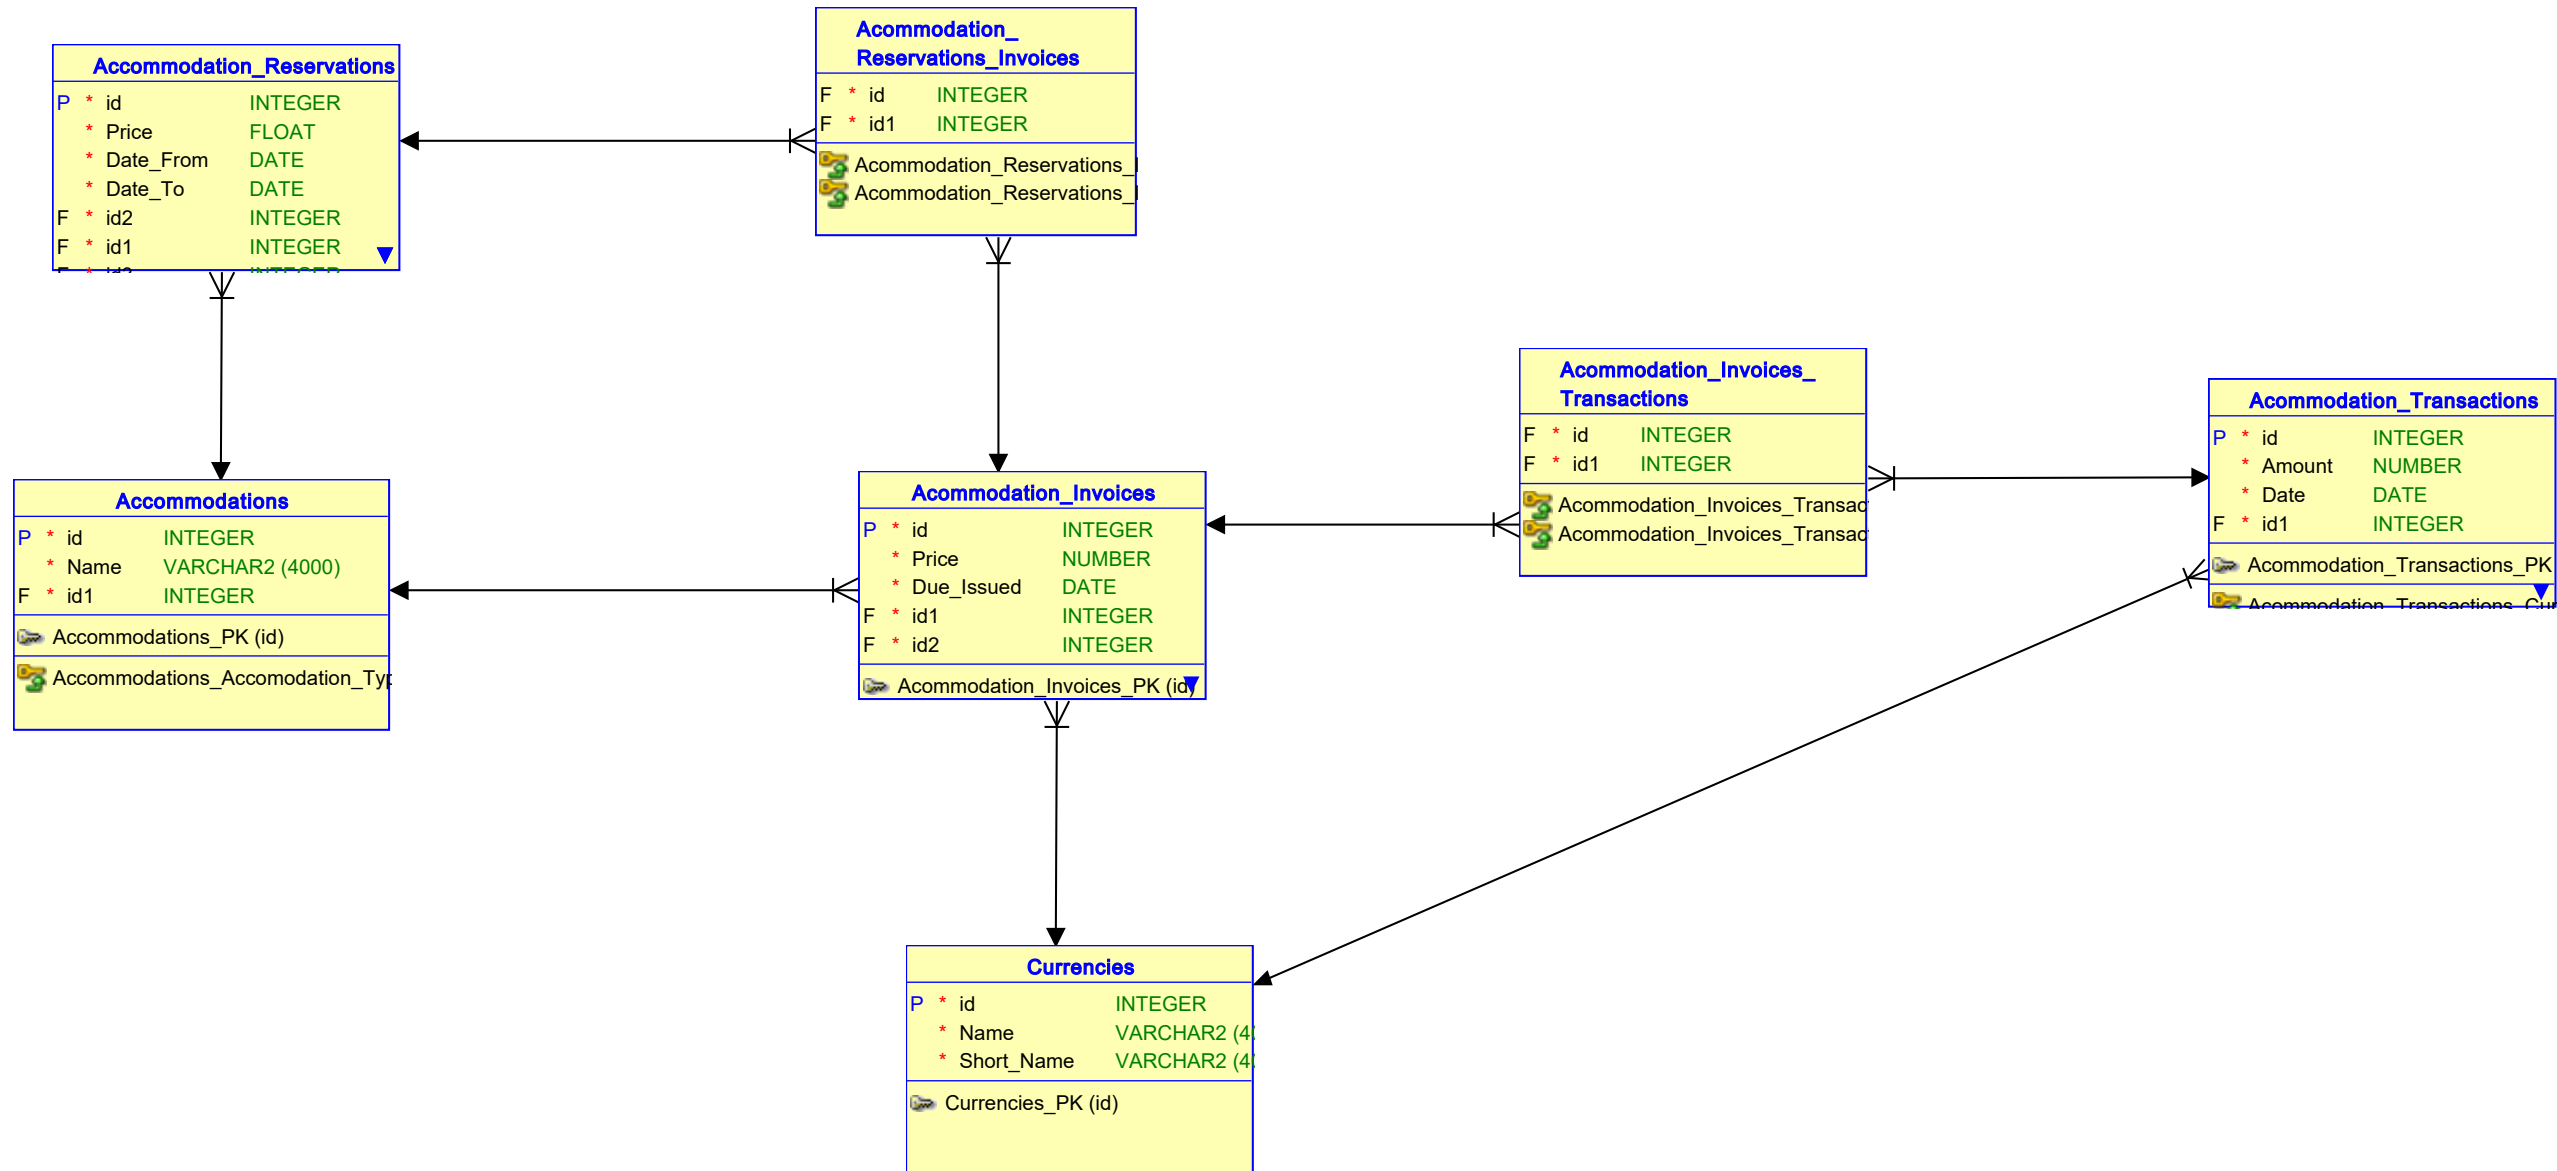 Accommodation_Reservations
P * id INTEGER
* Price FLOAT
* Date_From DATE
* Date_To DATE
F * id2 INTEGER
F * id1 INTEGER
Acommodation_
Reservations_Invoices
F * id INTEGER
F * id1 INTEGER
Acommodation_Reservations_
Acommodation_Reservations_
Acommodation_Invoices_
Transactions
F * id INTEGER
F * id1 INTEGER
Acommodation_Invoices_Transac
Acommodation_Invoices_Transac
Acommodation_Transactions
P * id INTEGER
* Amount NUMBER
* Date DATE
F * id1 INTEGER
Acommodation_Transactions_PK
Acommodation_Transactions_Cur
Accommodations
P * id INTEGER
* Name VARCHAR2 (4000)
F * id1 INTEGER
Accommodations_PK (id)
Accommodations_Accomodation_Typ
Acommodation_Invoices
P * id INTEGER
* Price NUMBER
* Due_Issued DATE
F * id1 INTEGER
F * id2 INTEGER
Acommodation_Invoices_PK (id)
Currencies
P * id INTEGER
* Name VARCHAR2 (4
* Short_Name VARCHAR2 (4
Currencies_PK (id)